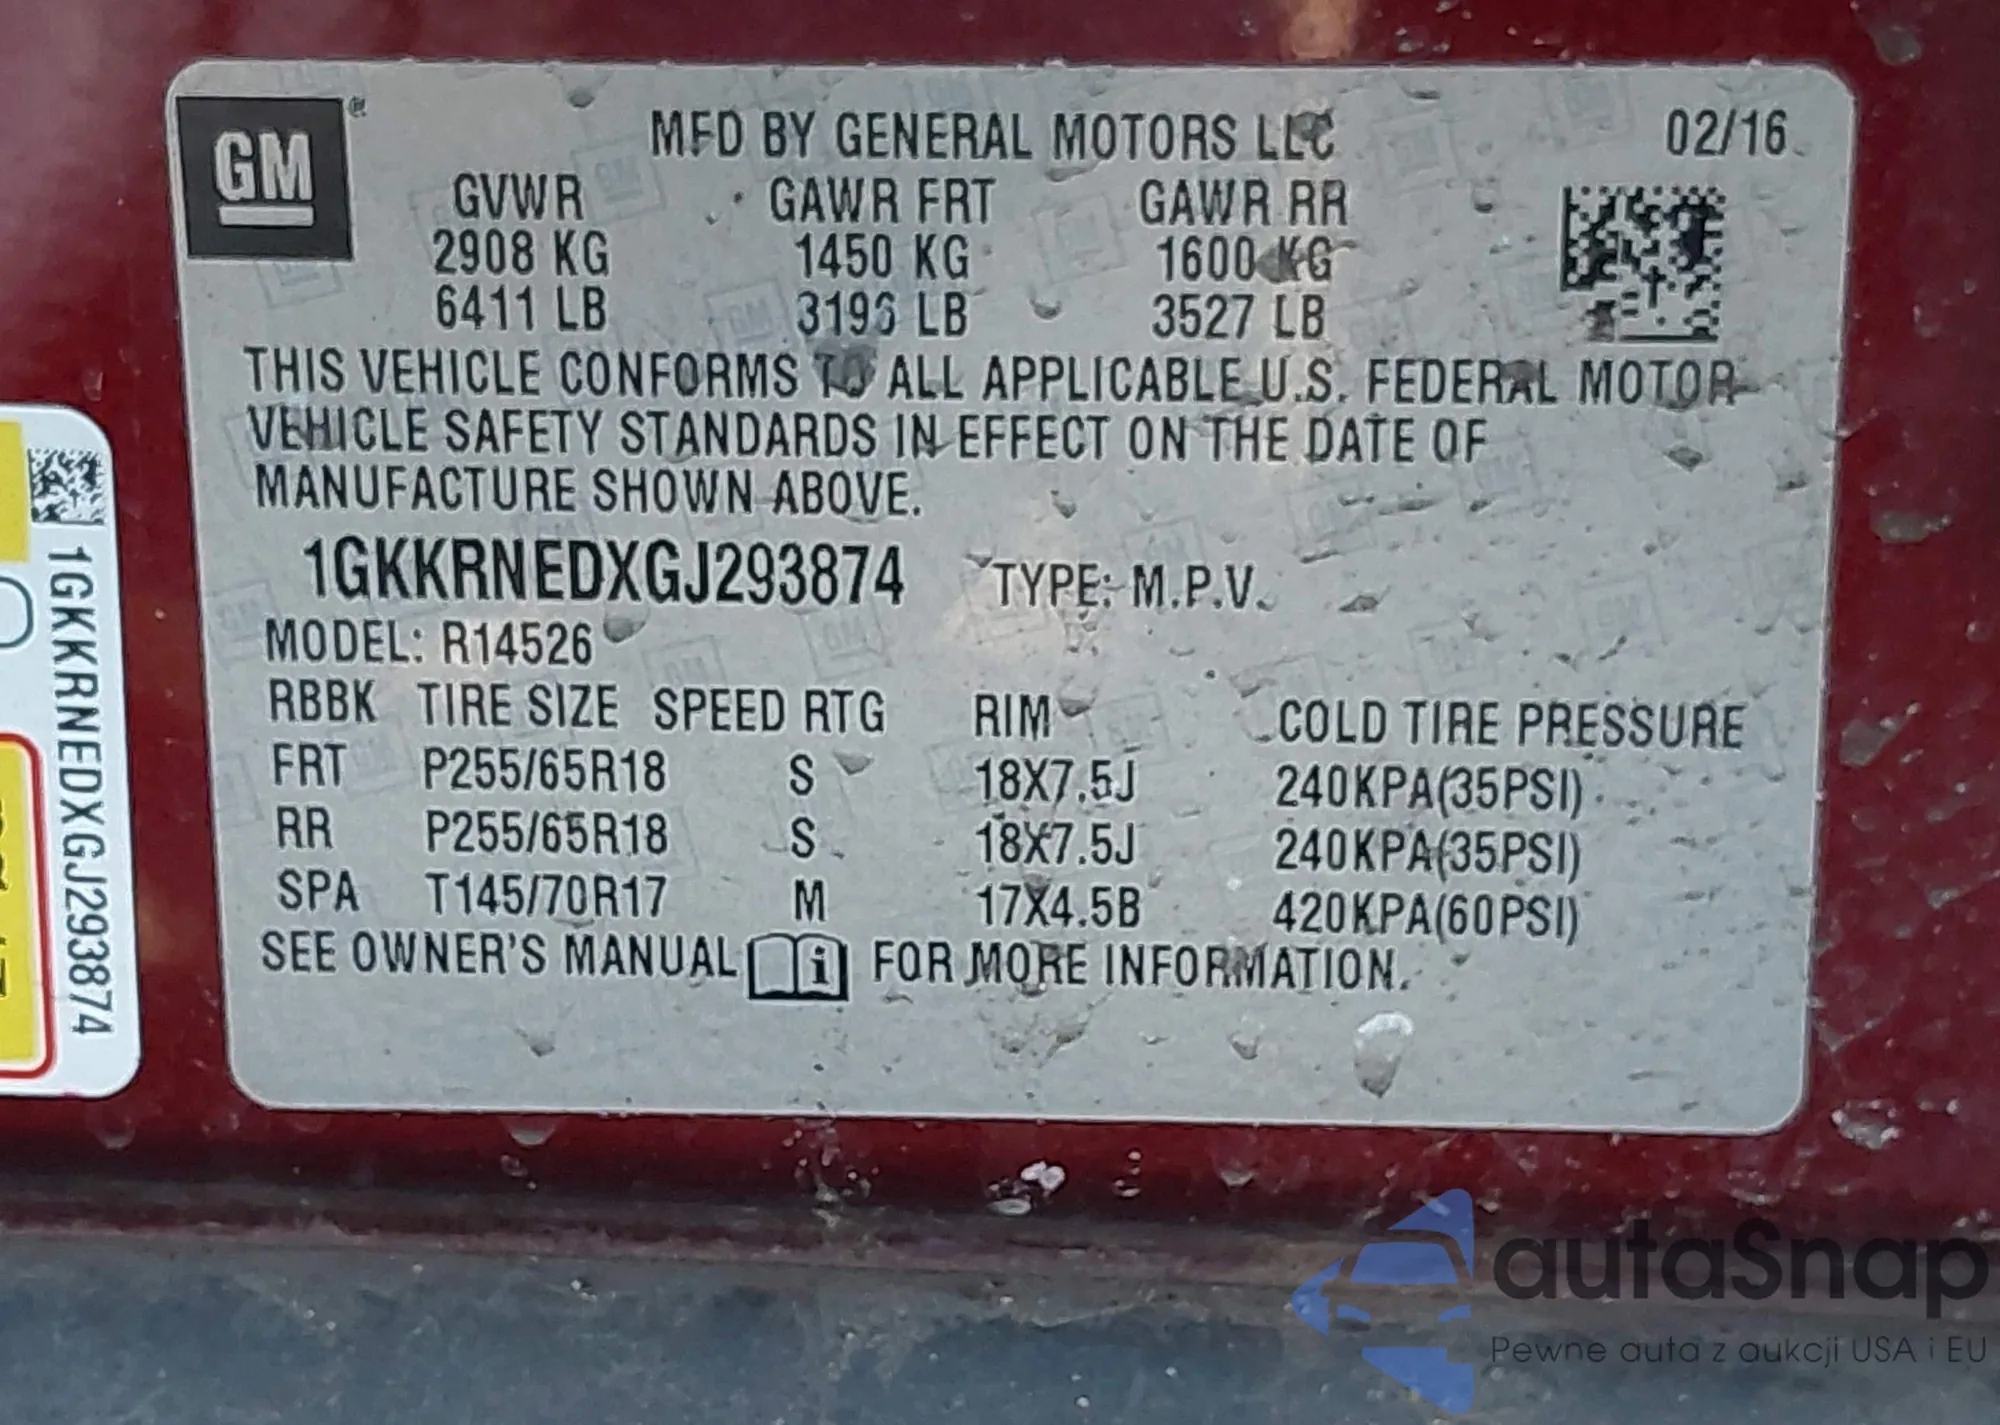 GM ®
MFD BY GENERAL MOTORS LLC 02/16
GVWR GAWR FRT GAWR RR
2908 KG 1450 KG 1600 KG
6411 LB 3196 LB 3527 LB
THIS VEHICLE CONFORMS TO ALL APPLICABLE U.S. FEDERAL MOTOR
VEHICLE SAFETY STANDARDS IN EFFECT ON THE DATE OF
MANUFACTURE SHOWN ABOVE.
1GKKRNEDXGJ293874 TYPE: M.P.V.
MODEL: R14526
RBBK TIRE SIZE SPEED RTG RIM COLD TIRE PRESSURE
FRT P255/65R18 S 18X7.5J 240KPA(35PSI)
RR P255/65R18 S 18X7.5J 240KPA(35PSI)
SPA T145/70R17 M 17X4.5B 420KPA(60PSI)
SEE OWNER'S MANUAL i FOR MORE INFORMATION.
1GKKRNEDXGJ293874
autaSnap
Pewne auta z aukcji USA i EU